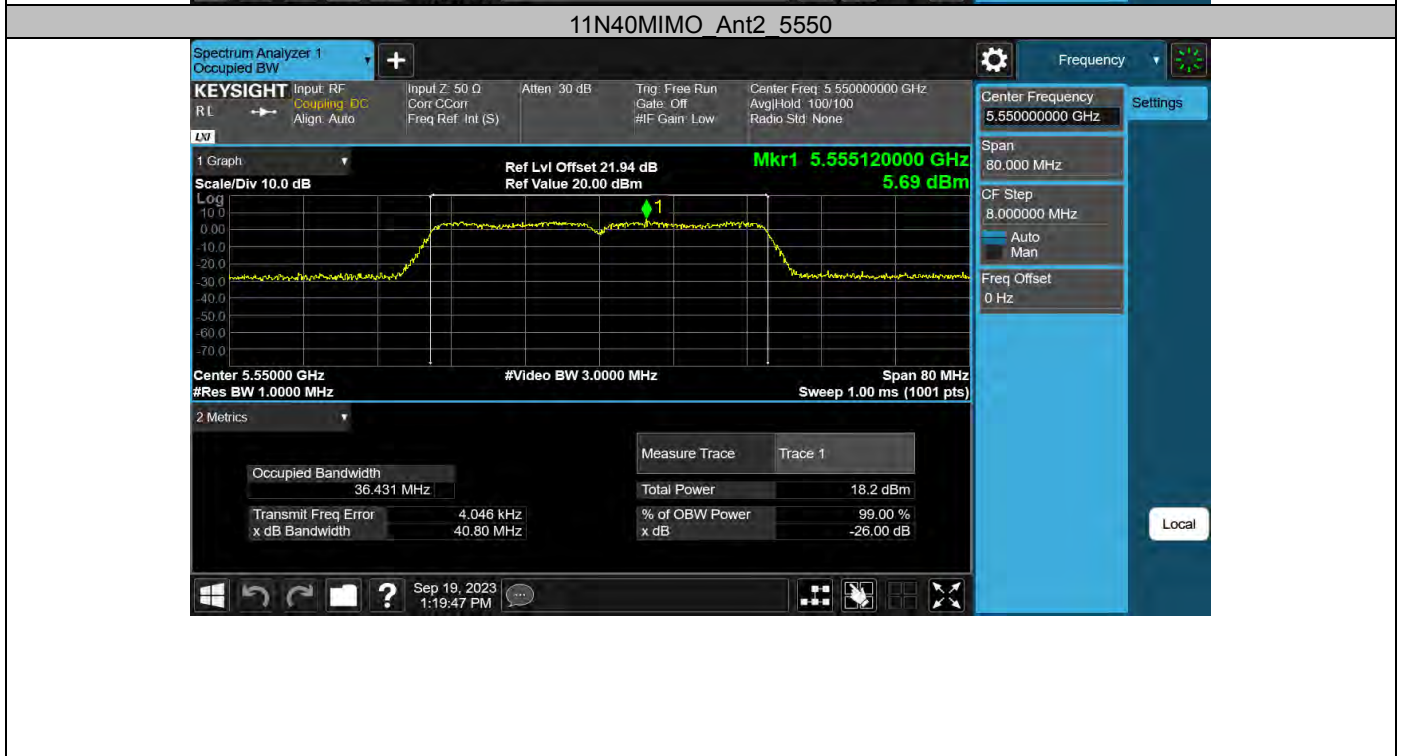 11N40MIMO_Ant2_5550
Spectrum Analyzer 1
Occupied BW
+
Frequency
KEYSIGHT
Input: RF
Input Z: 50 Ω
Atten: 30 dB
Trig: Free Run
Center Freq: 5.550000000 GHz
RL
Coupling: DC
Corr CCorr
Gate: Off
Avg|Hold: 100/100
Align: Auto
Freq Ref: Int (S)
#IF Gain: Low
Radio Std: None
LXI
Center Frequency
5.550000000 GHz
Settings
Span
80.000 MHz
CF Step
8.000000 MHz
Auto
Man
Freq Offset
0 Hz
Local
1 Graph
Ref Lvl Offset 21.94 dB
Mkr1 5.555120000 GHz
Scale/Div 10.0 dB
Ref Value 20.00 dBm
5.69 dBm
Log
10.0
1
0.00
-10.0
-20.0
-30.0
-40.0
-50.0
-60.0
-70.0
Center 5.55000 GHz
#Video BW 3.0000 MHz
Span 80 MHz
#Res BW 1.0000 MHz
Sweep 1.00 ms (1001 pts)
2 Metrics
Measure Trace
Trace 1
Occupied Bandwidth
36.431 MHz
Total Power
18.2 dBm
Transmit Freq Error
4.046 kHz
% of OBW Power
99.00 %
x dB Bandwidth
40.80 MHz
x dB
-26.00 dB
?
Sep 19, 2023
1:19:47 PM